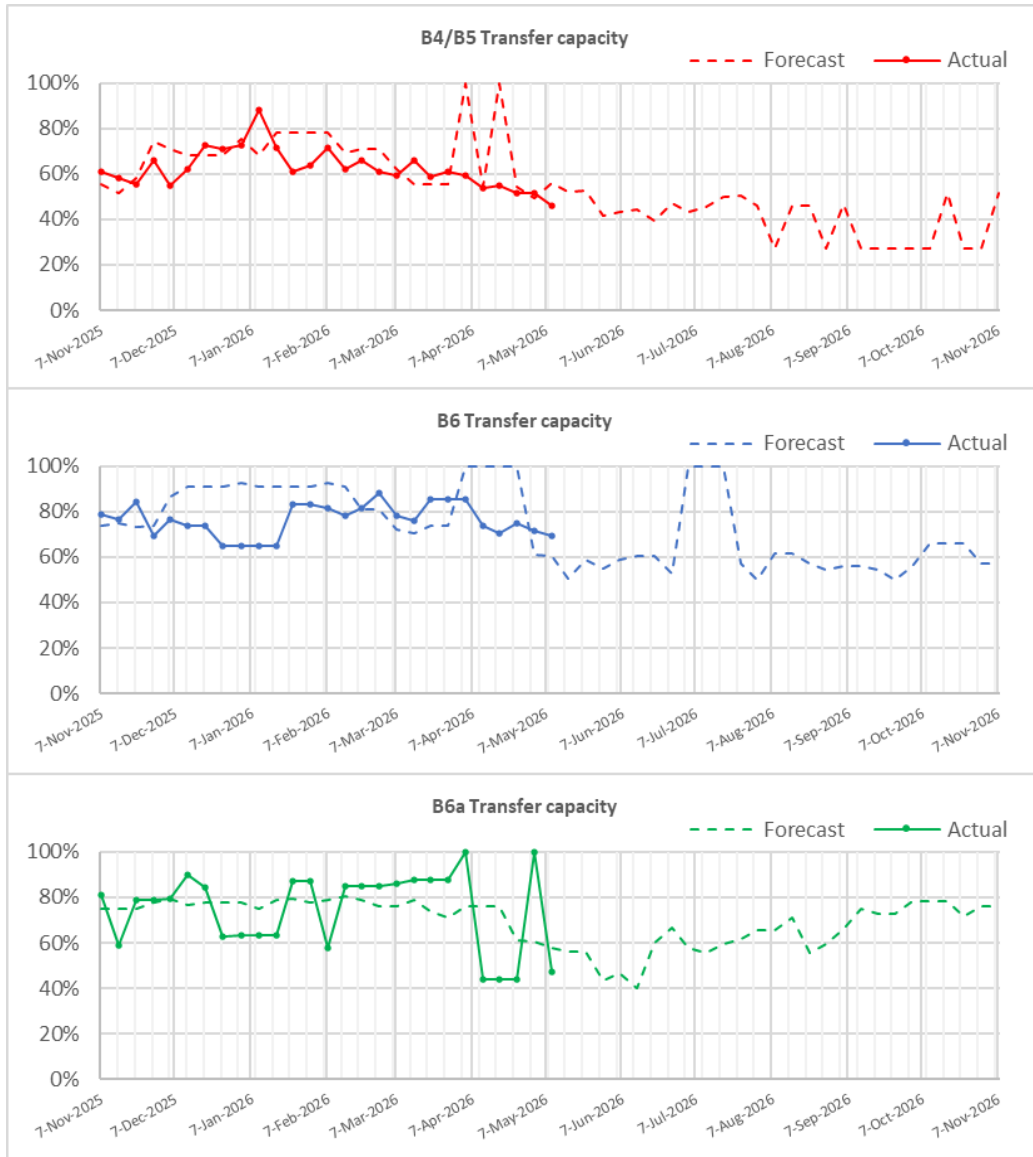 B4/B5 Transfer capacity
Forecast Actual
100%
80%
60%
40%
20%
0%
7-Nov-2025 7-Dec-2025 7-Jan-2026 7-Feb-2026 7-Mar-2026 7-Apr-2026 7-May-2026 7-Jun-2026 7-Jul-2026 7-Aug-2026 7-Sep-2026 7-Oct-2026 7-Nov-2026
B6 Transfer capacity
Forecast Actual
100%
80%
60%
40%
20%
0%
7-Nov-2025 7-Dec-2025 7-Jan-2026 7-Feb-2026 7-Mar-2026 7-Apr-2026 7-May-2026 7-Jun-2026 7-Jul-2026 7-Aug-2026 7-Sep-2026 7-Oct-2026 7-Nov-2026
B6a Transfer capacity
Forecast Actual
100%
80%
60%
40%
20%
0%
7-Nov-2025 7-Dec-2025 7-Jan-2026 7-Feb-2026 7-Mar-2026 7-Apr-2026 7-May-2026 7-Jun-2026 7-Jul-2026 7-Aug-2026 7-Sep-2026 7-Oct-2026 7-Nov-2026